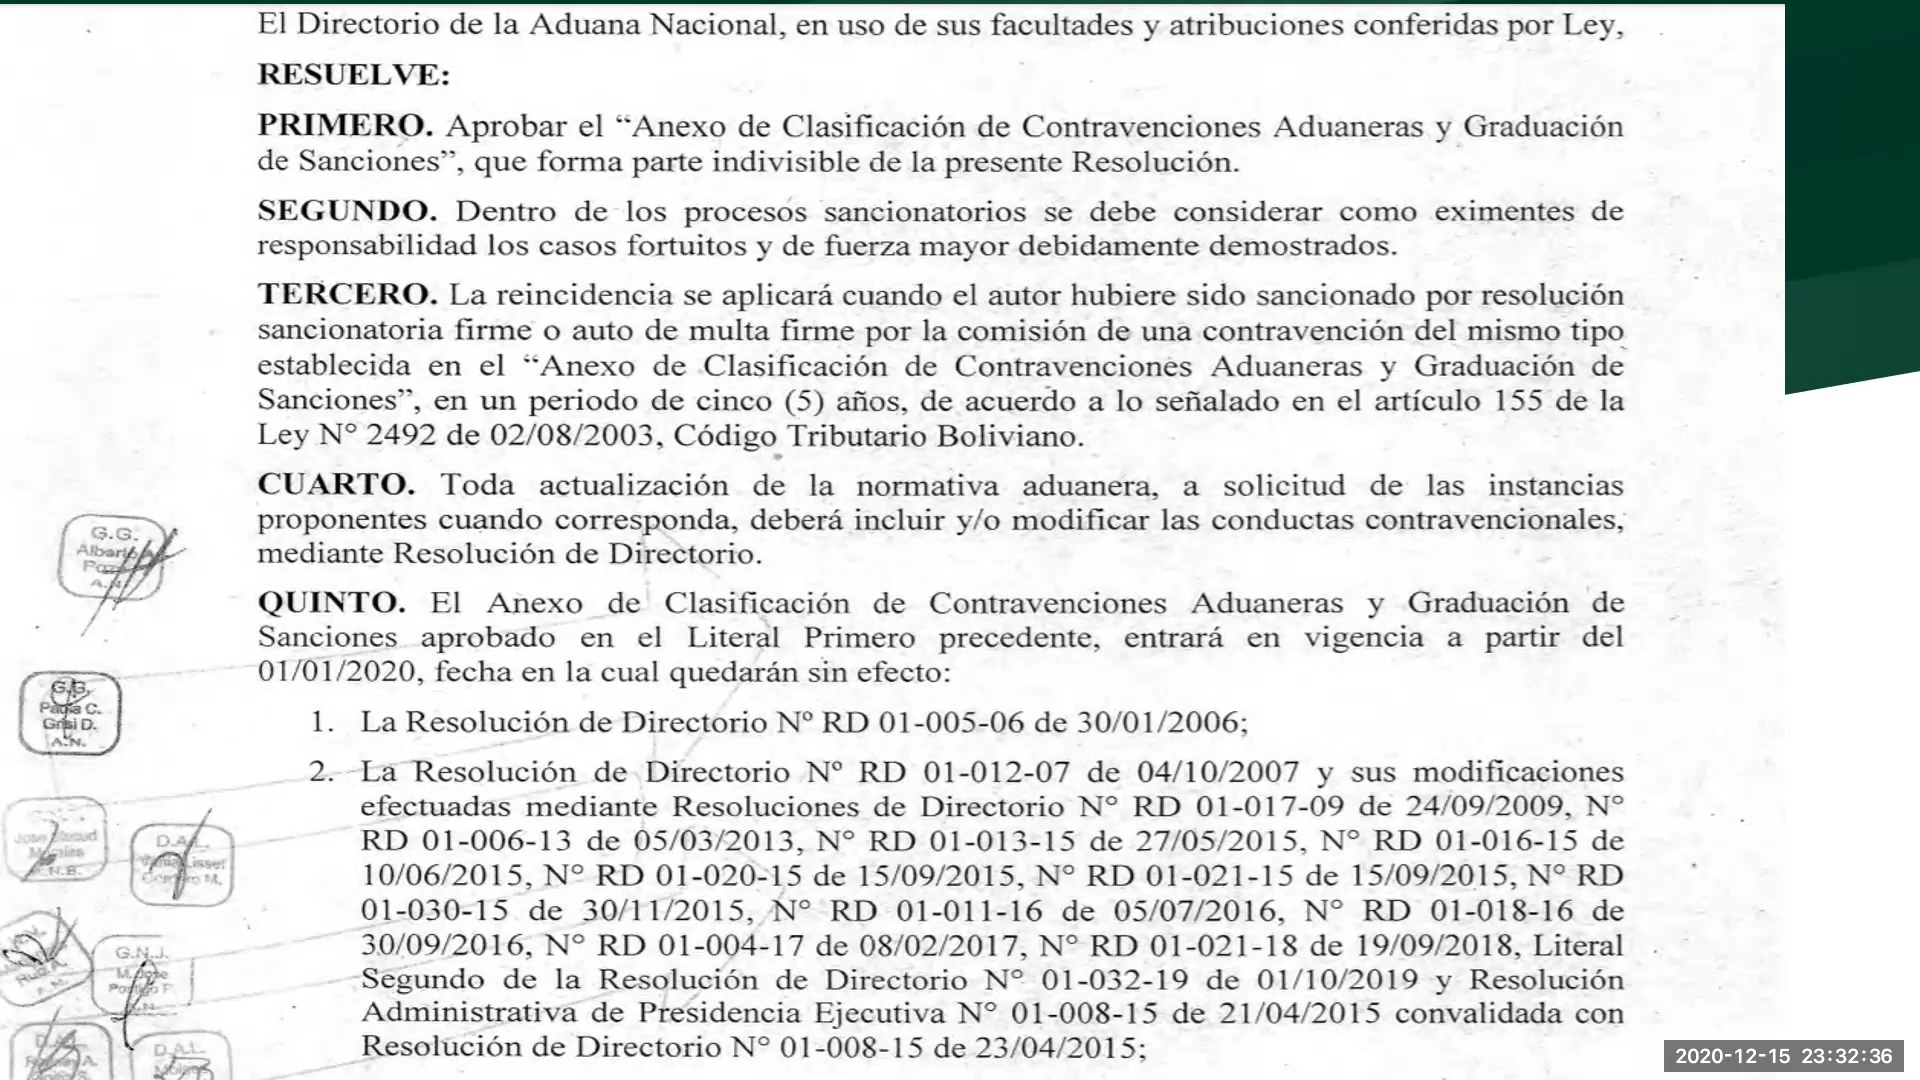 El Directorio de la Aduana Nacional, en uso de sus facultades y atribuciones conferidas por Ley,
RESUELVE:
PRIMERO. Aprobar el “Anexo de Clasificación de Contravenciones Aduaneras y Graduación
de Sanciones”, que forma parte indivisible de la presente Resolución.
SEGUNDO. Dentro de los procesos sancionatorios se debe considerar como eximentes de
responsabilidad los casos fortuitos y de fuerza mayor debidamente demostrados.
TERCERO. La reincidencia se aplicará cuando el autor hubiere sido sancionado por resolución
sancionatoria firme o auto de multa firme por la comisión de una contravención del mismo tipo
establecida en el “Anexo de Clasificación de Contravenciones Aduaneras y Graduación de
Sanciones”, en un periodo de cinco (5) años, de acuerdo a lo señalado en el artículo 155 de la
Ley N° 2492 de 02/08/2003, Código Tributario Boliviano.
CUARTO. Toda actualización de la normativa aduanera, a solicitud de las instancias
proponentes cuando corresponda, deberá incluir y/o modificar las conductas contravencionales,
mediante Resolución de Directorio.
QUINTO. El Anexo de Clasificación de Contravenciones Aduaneras y Graduación de
Sanciones aprobado en el Literal Primero precedente, entrará en vigencia a partir del
01/01/2020, fecha en la cual quedarán sin efecto:
1. La Resolución de Directorio Nº RD 01-005-06 de 30/01/2006;
2. La Resolución de Directorio Nº RD 01-012-07 de 04/10/2007 y sus modificaciones
efectuadas mediante Resoluciones de Directorio N° RD 01-017-09 de 24/09/2009, N°
RD 01-006-13 de 05/03/2013, N° RD 01-013-15 de 27/05/2015, N° RD 01-016-15 de
10/06/2015, N° RD 01-020-15 de 15/09/2015, N° RD 01-021-15 de 15/09/2015, N° RD
01-030-15 de 30/11/2015, N° RD 01-011-16 de 05/07/2016, N° RD 01-018-16 de
30/09/2016, N° RD 01-004-17 de 08/02/2017, N° RD 01-021-18 de 19/09/2018, Literal
Segundo de la Resolución de Directorio N° 01-032-19 de 01/10/2019 y Resolución
Administrativa de Presidencia Ejecutiva N° 01-008-15 de 21/04/2015 convalidada con
Resolución de Directorio N° 01-008-15 de 23/04/2015;
G.G.
A.N.
G.G.
Paola C.
Grisi D.
A.N.
D.A.L.
G.N.J.
D.A.L.
2020-12-15 23:32:36